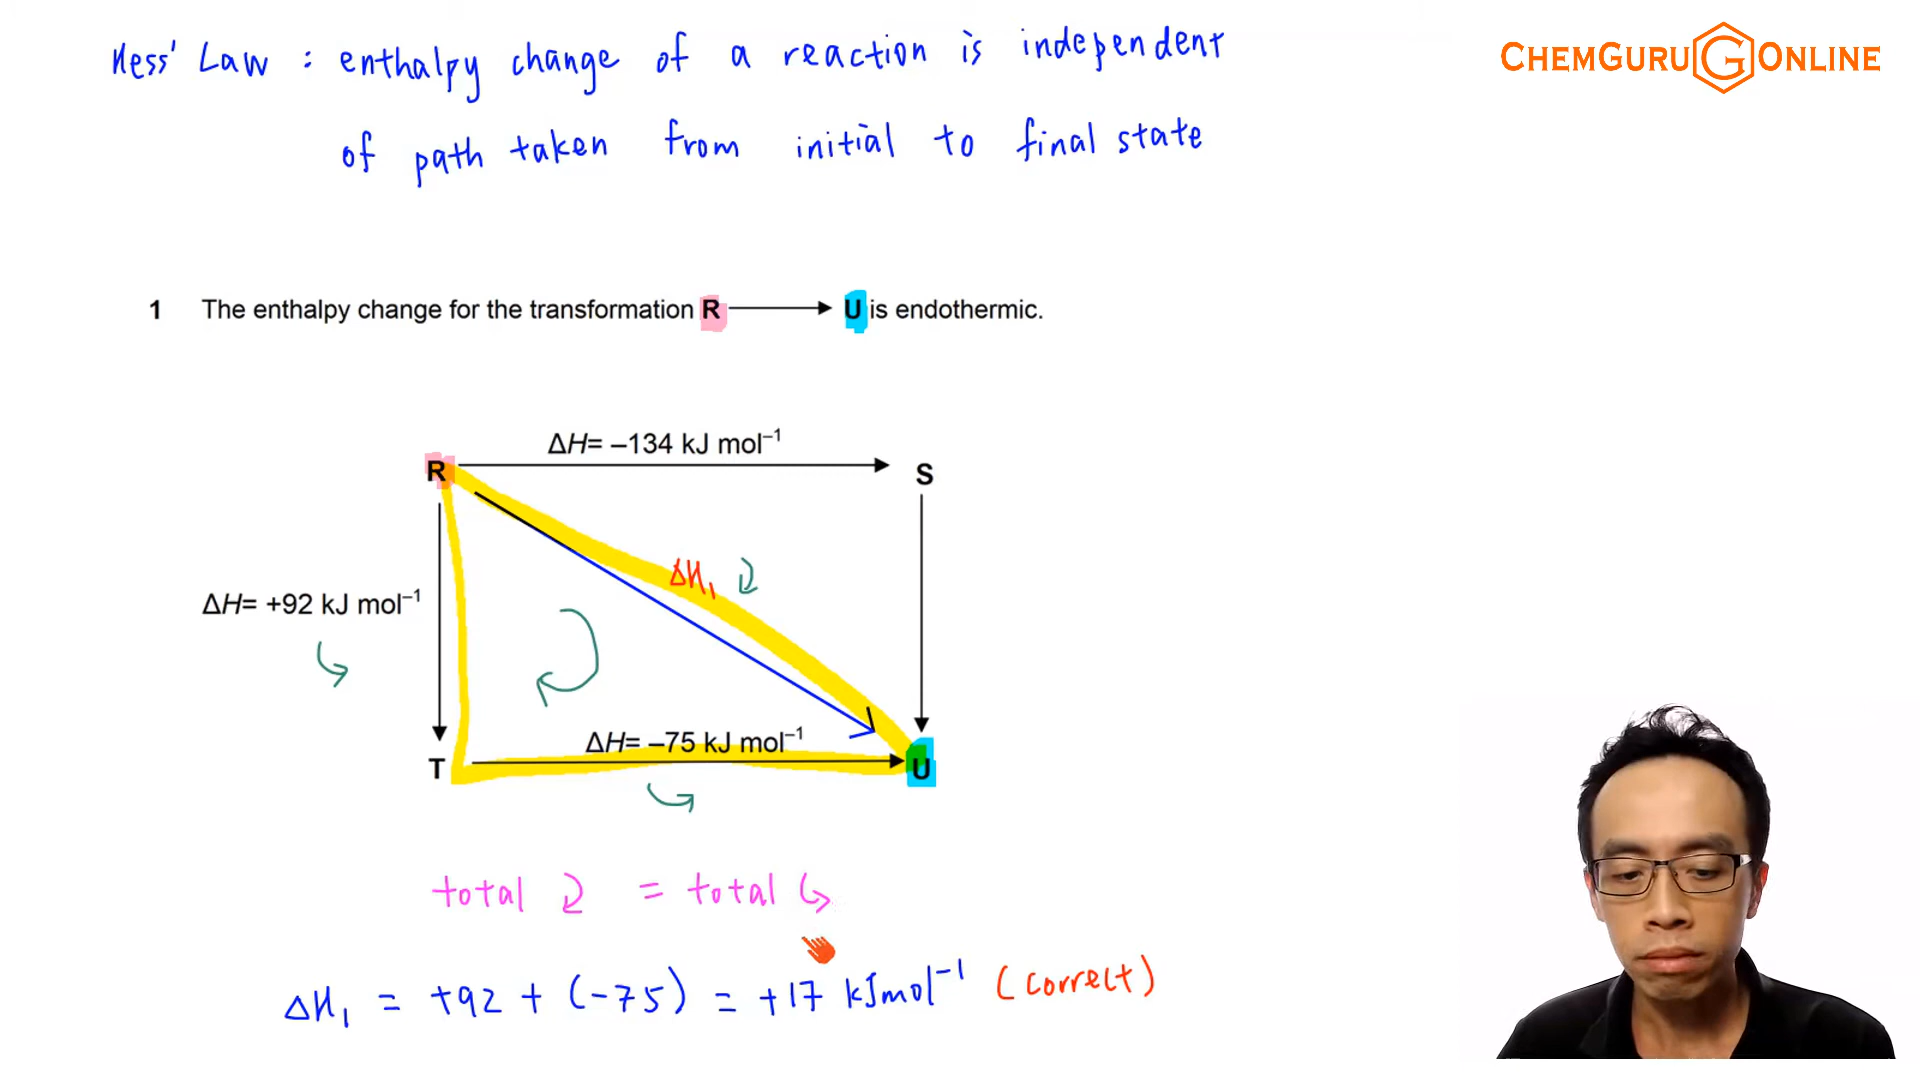 Hess' Law : enthalpy change of a reaction is independent
CHEMGURU G ONLINE
of path taken from initial to final state
1 The enthalpy change for the transformation R ⟶ U is endothermic.
ΔH= –134 kJ mol⁻¹
R S
ΔH₁
ΔH= +92 kJ mol⁻¹
ΔH= –75 kJ mol⁻¹
T U
total = total
ΔH₁ = +92 + (-75) = +17 kJmol⁻¹ (correct)